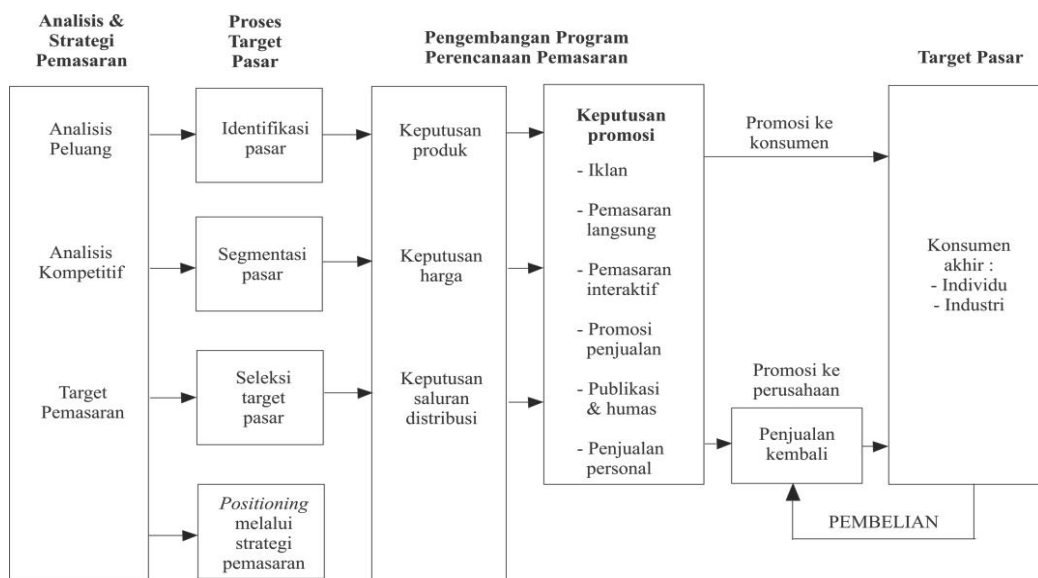 Analisis &
Strategi
Pemasaran
Proses
Target
Pasar
Pengembangan Program
Perencanaan Pemasaran
Target Pasar
Analisis
Peluang
Analisis
Kompetitif
Target
Pemasaran
Identifikasi
pasar
Segmentasi
pasar
Seleksi
target
pasar
Positioning
melalui
strategi
pemasaran
Keputusan
produk
Keputusan
harga
Keputusan
saluran
distribusi
Keputusan
promosi
- Iklan
- Pemasaran
langsung
- Pemasaran
interaktif
- Promosi
penjualan
- Publikasi
& humas
- Penjualan
personal
Promosi ke
konsumen
Promosi ke
perusahaan
Penjualan
kembali
Konsumen
akhir :
- Individu
- Industri
PEMBELIAN